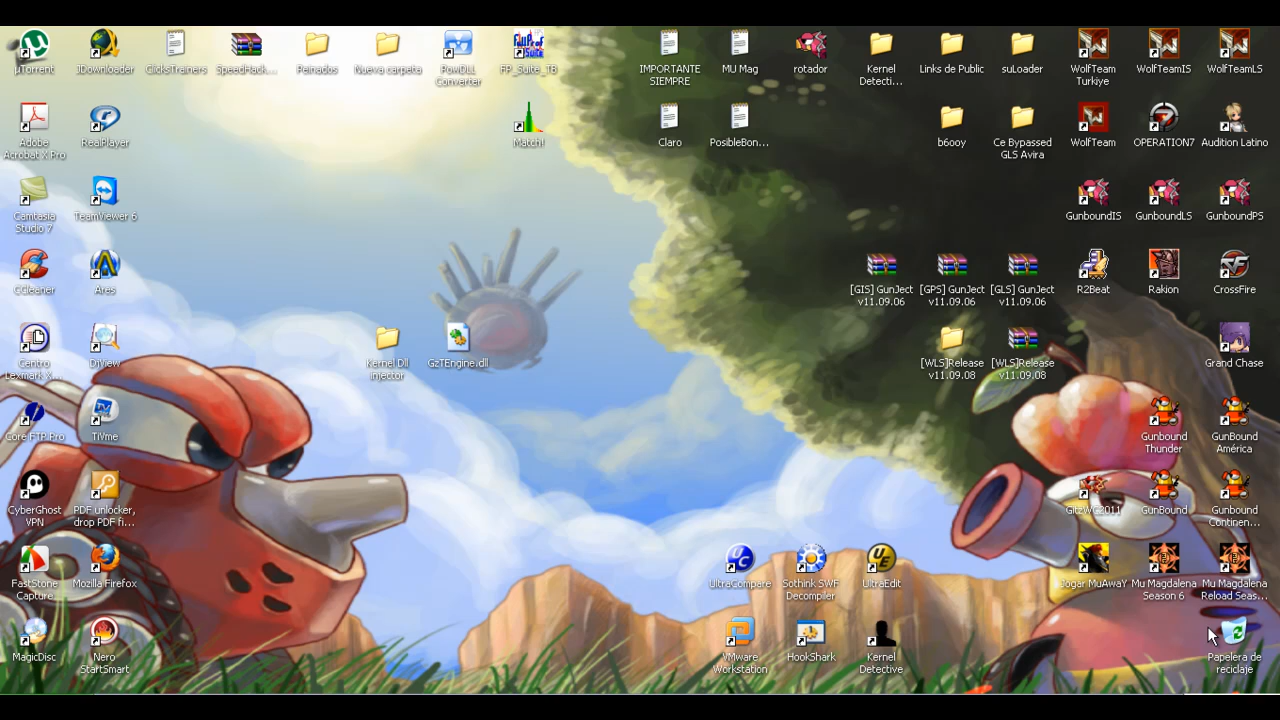 µTorrent
JDownloader
ClicksTrainers
SpeedHack...
Peinados
Nueva carpeta
PowDLL
Converter
FP_Suite_T8
IMPORTANTE
SIEMPRE
MU Mag
rotador
Kernel
Detecti...
Links de Public
suLoader
WolfTeam
Turkiye
WolfTeamIS
WolfTeamLS
Adobe
Acrobat X Pro
RealPlayer
Match!
Claro
PosibleBon...
b6ooy
Ce Bypassed
GLS Avira
WolfTeam
OPERATION7
Audition Latino
Camtasia
Studio 7
TeamViewer 6
GunboundIS
GunboundLS
GunboundPS
CCleaner
Ares
[GIS] GunJect
v11.09.06
[GPS] GunJect
v11.09.06
[GLS] GunJect
v11.09.06
R2Beat
Rakion
CrossFire
Centro
Lexmark X...
DjView
Kernel Dll
injector
GzTEngine.dll
[WLS]Release
v11.09.08
[WLS]Release
v11.09.08
Grand Chase
Core FTP Pro
TiVme
Gunbound
Thunder
GunBound
América
CyberGhost
VPN
PDF unlocker,
drop PDF fi...
GitzWC2011
GunBound
Gunbound
Continen...
FastStone
Capture
Mozilla Firefox
UltraCompare
Sothink SWF
Decompiler
UltraEdit
Jogar MuAwaY
Mu Magdalena
Season 6
Mu Magdalena
Reload Seas...
MagicDisc
Nero
StartSmart
VMware
Workstation
HookShark
Kernel
Detective
Papelera de
reciclaje